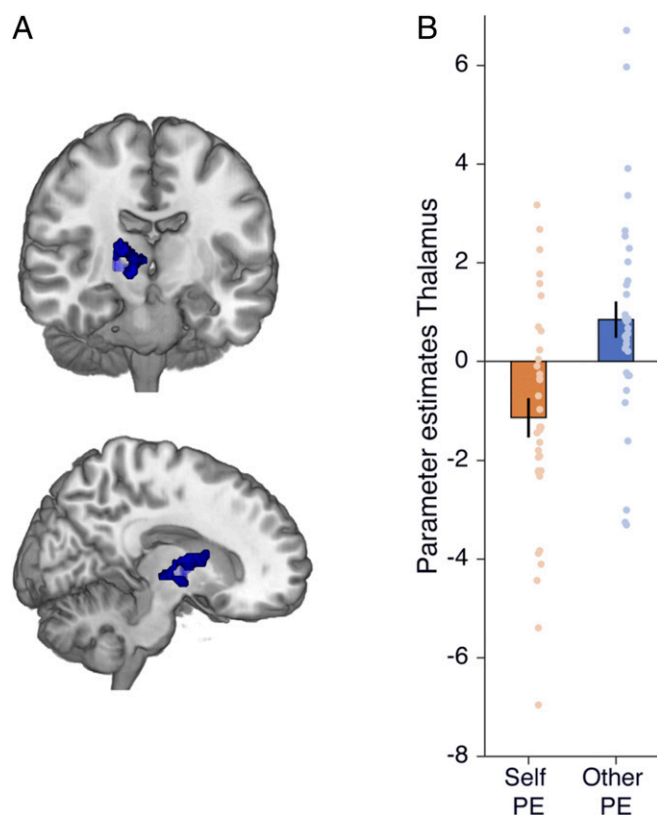 A
B
Parameter estimates Thalamus
6
4
2
0
-2
-4
-6
-8
Self
PE
Other
PE